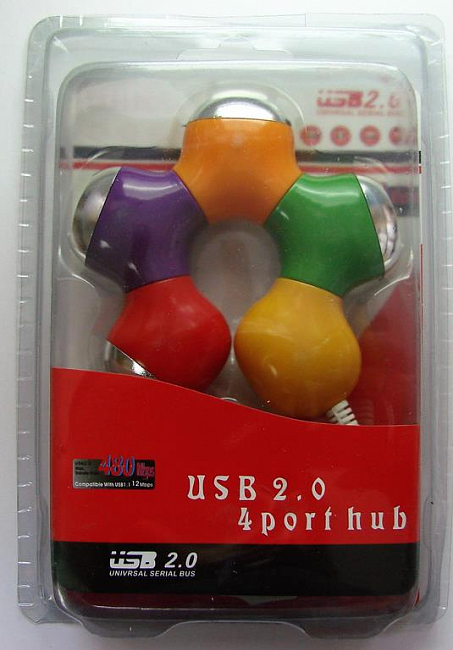 USB 2.0
UNIVERSAL SERIAL BUS
480 Mbps
Compatible With USB1.1 12Mbps
USB 2.0
4port hub
USB 2.0
UNIVRSAL SERIAL BUS